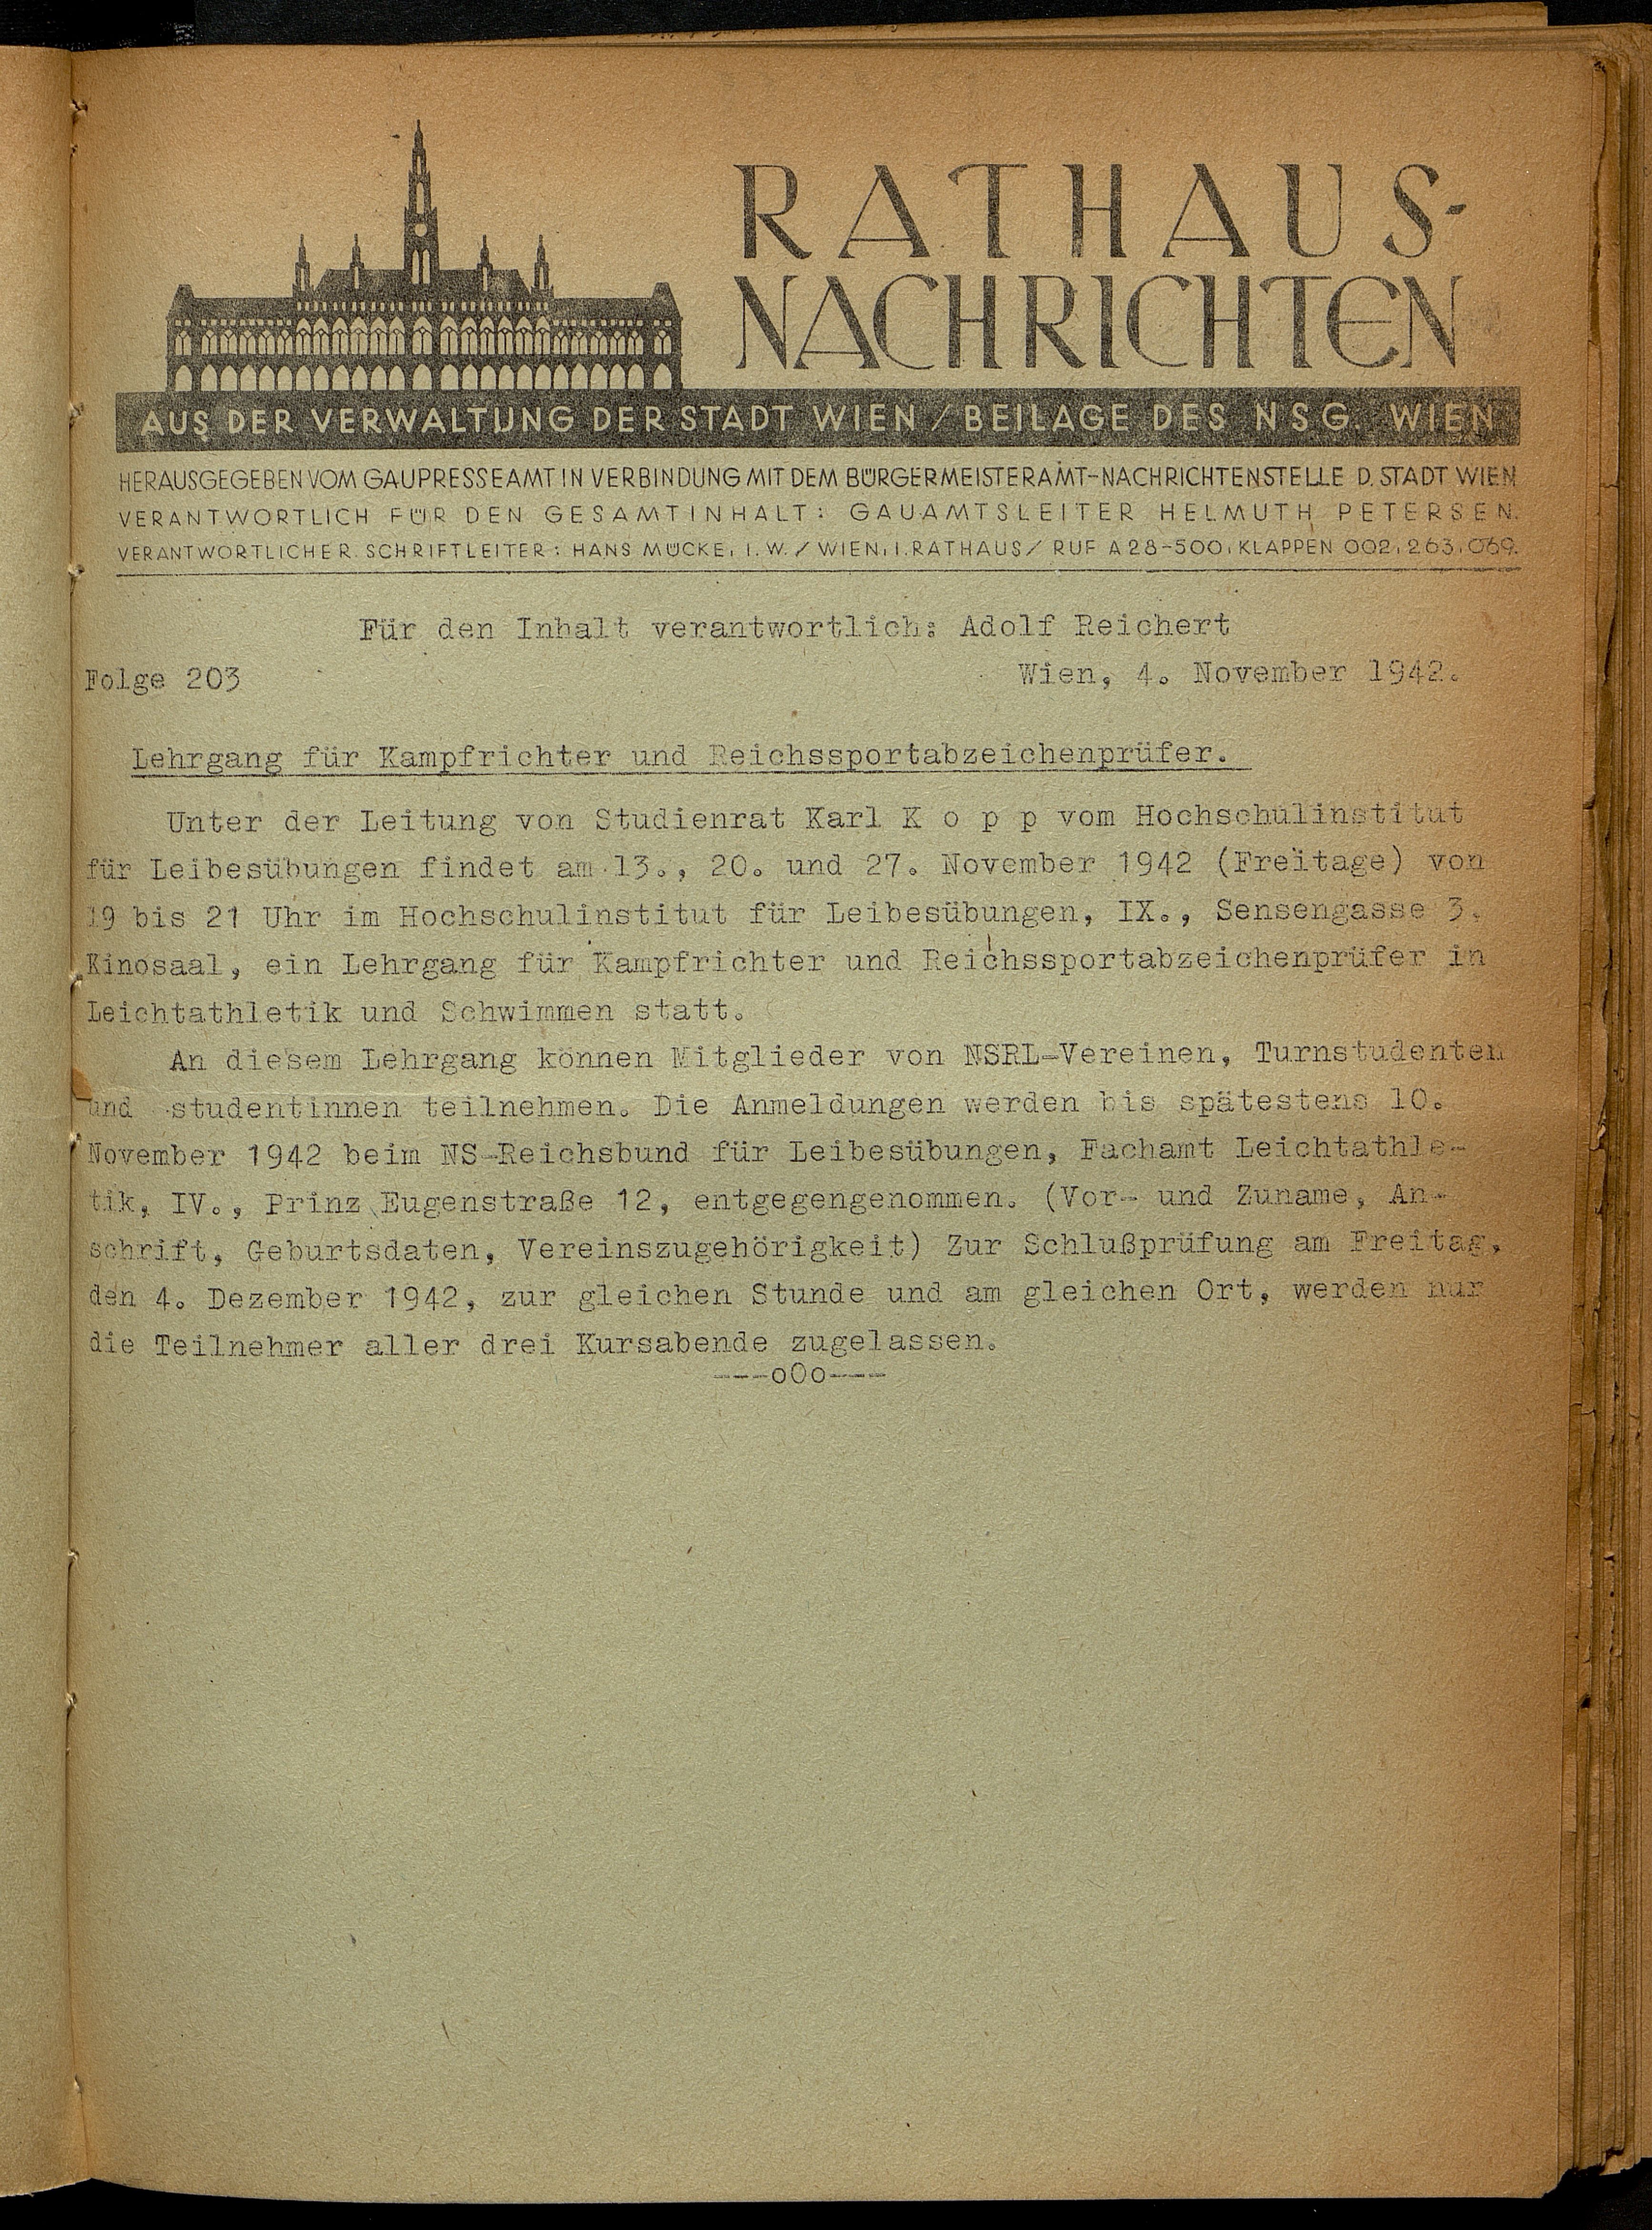 RATHAUS-
NACHRICHTEN
AUS DER VERWALTUNG DER STADT WIEN / BEILAGE DES NSG. WIEN
HERAUSGEGEBEN VOM GAUPRESSEAMT IN VERBINDUNG MIT DEM BÜRGERMEISTERAMT-NACHRICHTENSTELLE D. STADT WIEN
VERANTWORTLICH FÜR DEN GESAMTINHALT: GAUAMTSLEITER HELMUTH PETERSEN.
VERANTWORTLICHER SCHRIFTLEITER: HANS MÜCKE, I.W. / WIEN, I. RATHAUS / RUF A 28-500, KLAPPEN 002, 263, 069.
Für den Inhalt verantwortlich: Adolf Reichert
Folge 203 Wien, 4. November 1942.
Lehrgang für Kampfrichter und Reichssportabzeichenprüfer.
Unter der Leitung von Studienrat Karl K o p p vom Hochschulinstitut
für Leibesübungen findet am 13., 20. und 27. November 1942 (Freitage) von
19 bis 21 Uhr im Hochschulinstitut für Leibesübungen, IX., Sensengasse 3,
Kinosaal, ein Lehrgang für Kampfrichter und Reichssportabzeichenprüfer in
Leichtathletik und Schwimmen statt.
An diesem Lehrgang können Mitglieder von NSRL-Vereinen, Turnstudenten
und -studentinnen teilnehmen. Die Anmeldungen werden bis spätestens 10.
November 1942 beim NS-Reichsbund für Leibesübungen, Fachamt Leichtathle-
tik, IV., Prinz Eugenstraße 12, entgegengenommen. (Vor- und Zuname, An-
schrift, Geburtsdaten, Vereinszugehörigkeit) Zur Schlußprüfung am Freitag,
den 4. Dezember 1942, zur gleichen Stunde und am gleichen Ort, werden nur
die Teilnehmer aller drei Kursabende zugelassen.
---oOo---